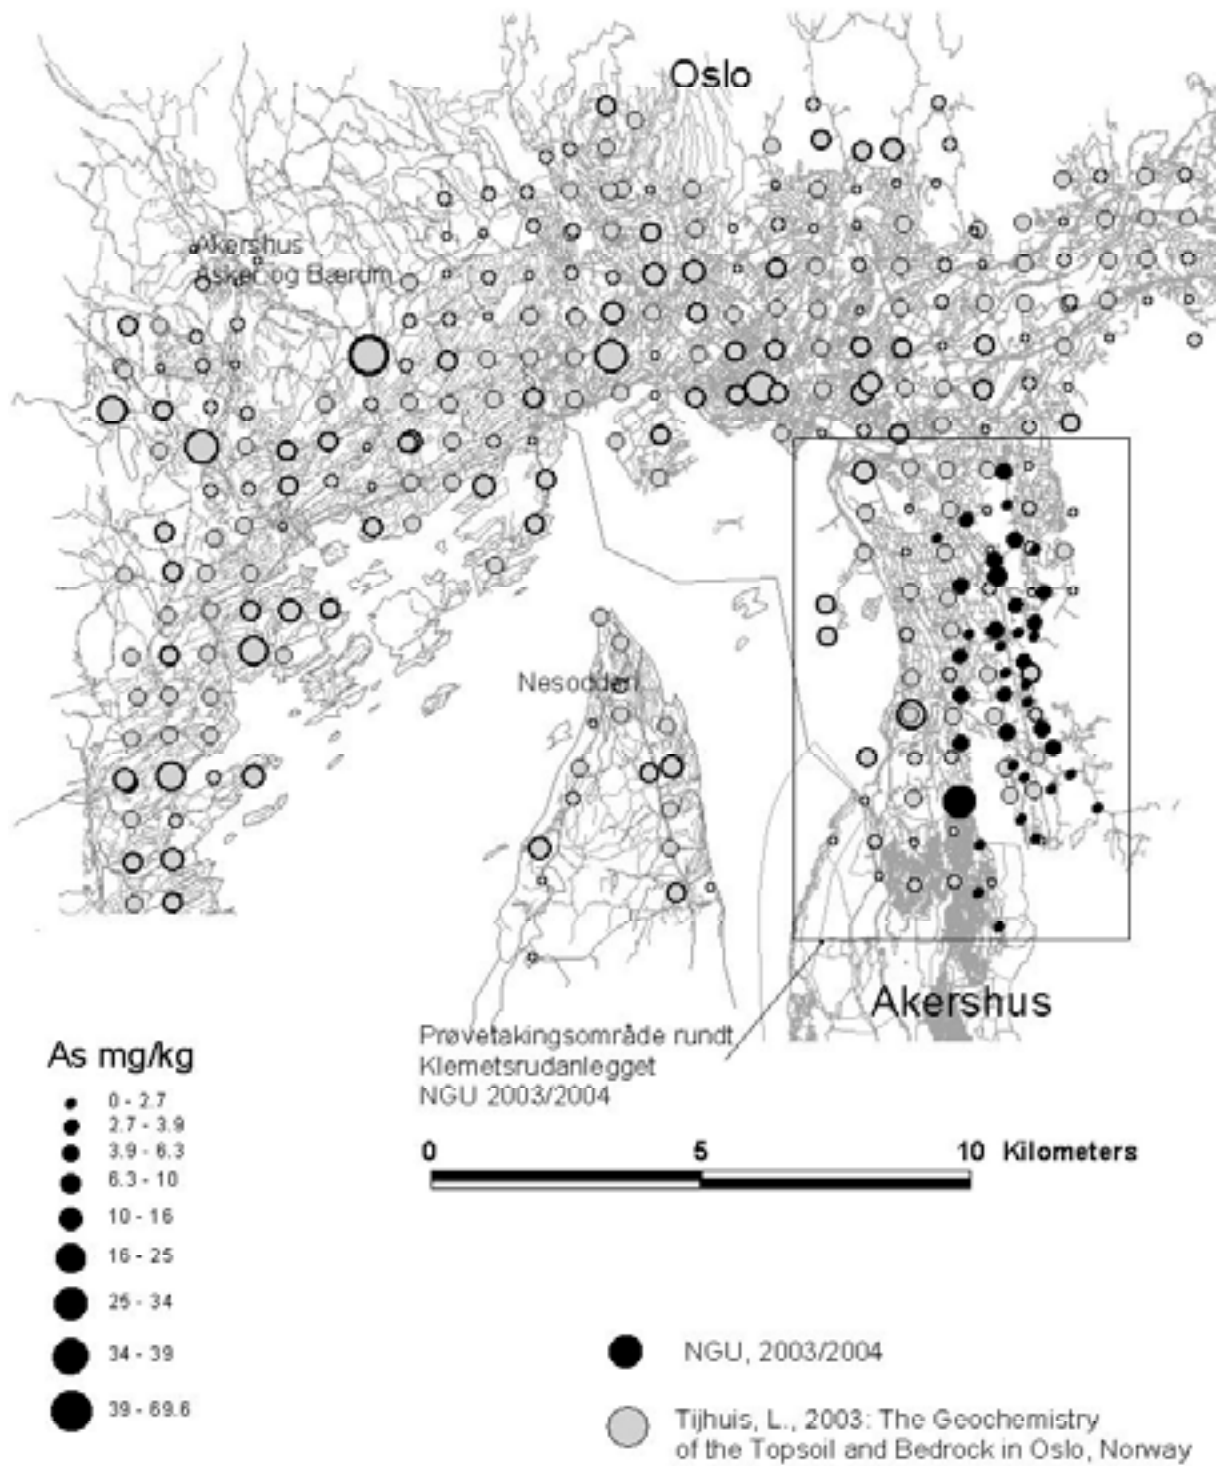 Oslo
Akershus
Asker og Bærum
Nesodden
Akershus
Prøvetakingsområde rundt
Klemetsrudanlegget
NGU 2003/2004
As mg/kg
0 - 2.7
2.7 - 3.9
3.9 - 6.3
6.3 - 10
10 - 16
16 - 25
25 - 34
34 - 39
39 - 69.6
0 5 10 Kilometers
NGU, 2003/2004
Tijhuis, L., 2003: The Geochemistry
of the Topsoil and Bedrock in Oslo, Norway